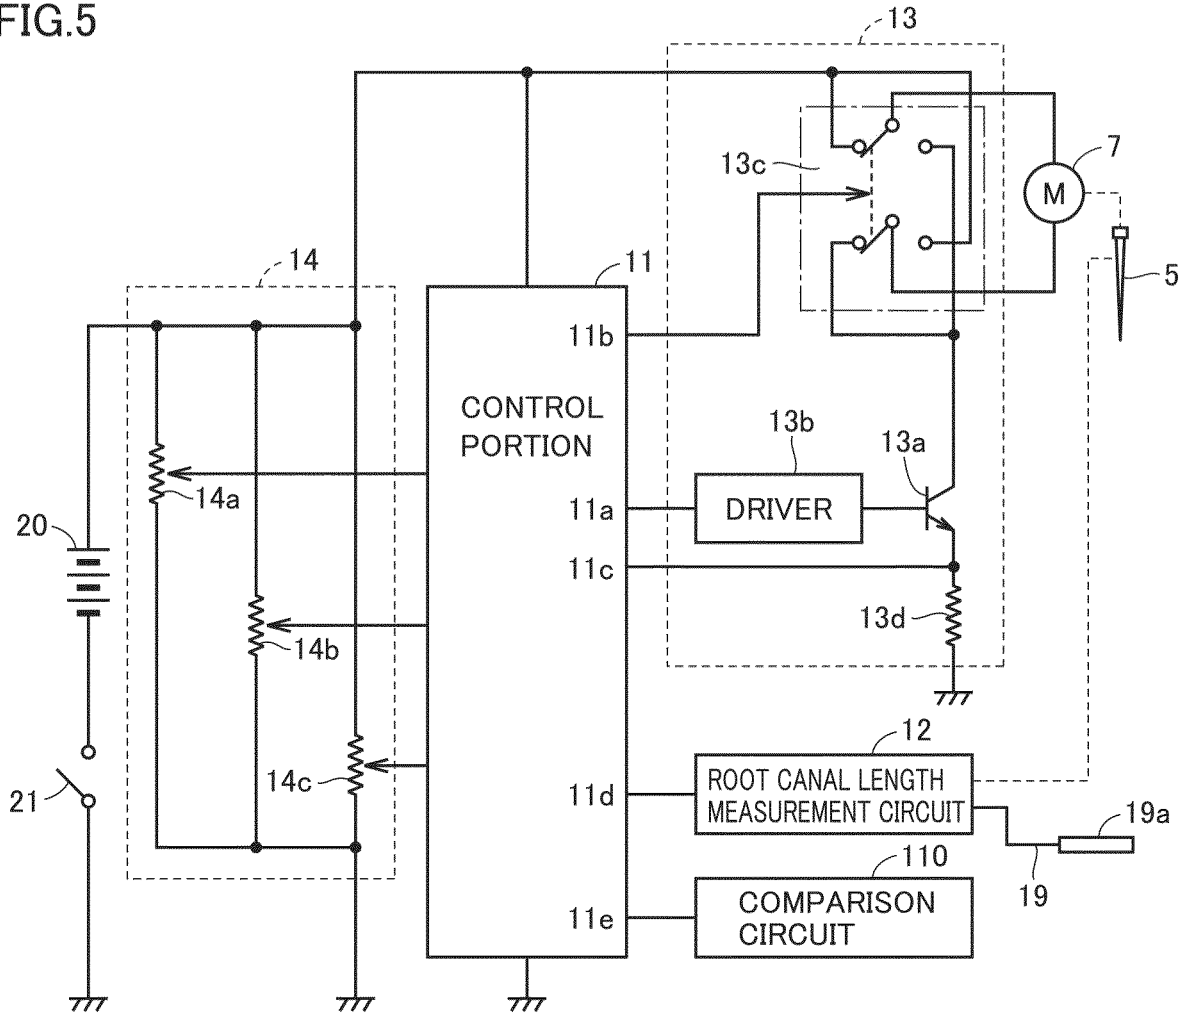 FIG.5
13
13c
7
M
14
11
5
11b
CONTROL
PORTION
13b
13a
14a
11a
DRIVER
20
11c
13d
14b
12
14c
ROOT CANAL LENGTH
MEASUREMENT CIRCUIT
21
11d
19a
110
19
COMPARISON
CIRCUIT
11e